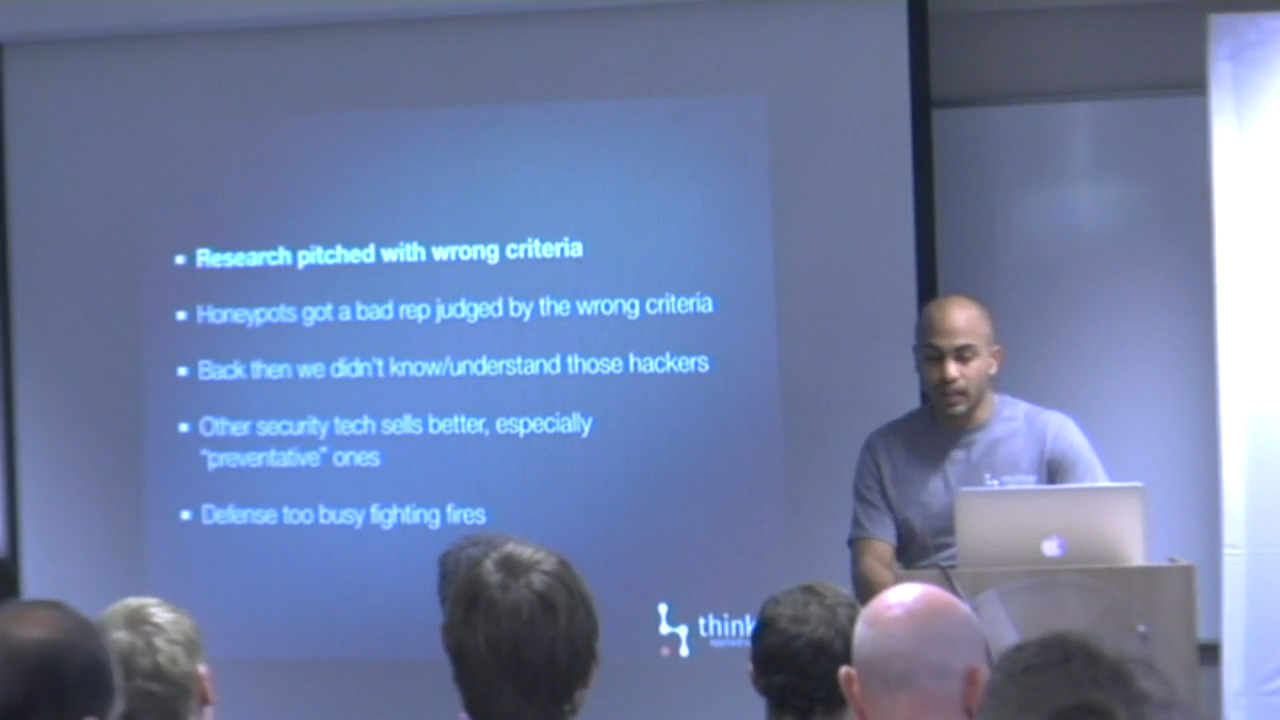 Research pitched with wrong criteria
Honeypots got a bad rep judged by the wrong criteria
Back then we didn't know/understand those hackers
Other security tech sells better, especially
"preventative" ones
Defense too busy fighting fires
think